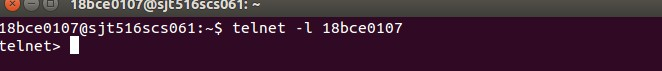 18bce0107@sjt516scs061: ~
18bce0107@sjt516scs061:~$ telnet -l 18bce0107
telnet>